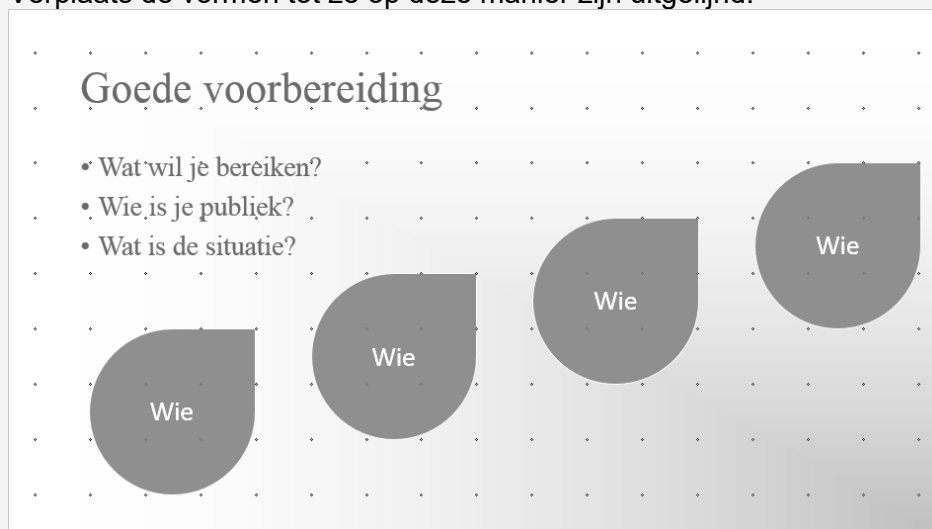 Verplaats de vormen tot ze op deze manier zijn uitgelijnd:
Goede voorbereiding
• Wat wil je bereiken?
• Wie is je publiek?
• Wat is de situatie?
Wie
Wie
Wie
Wie